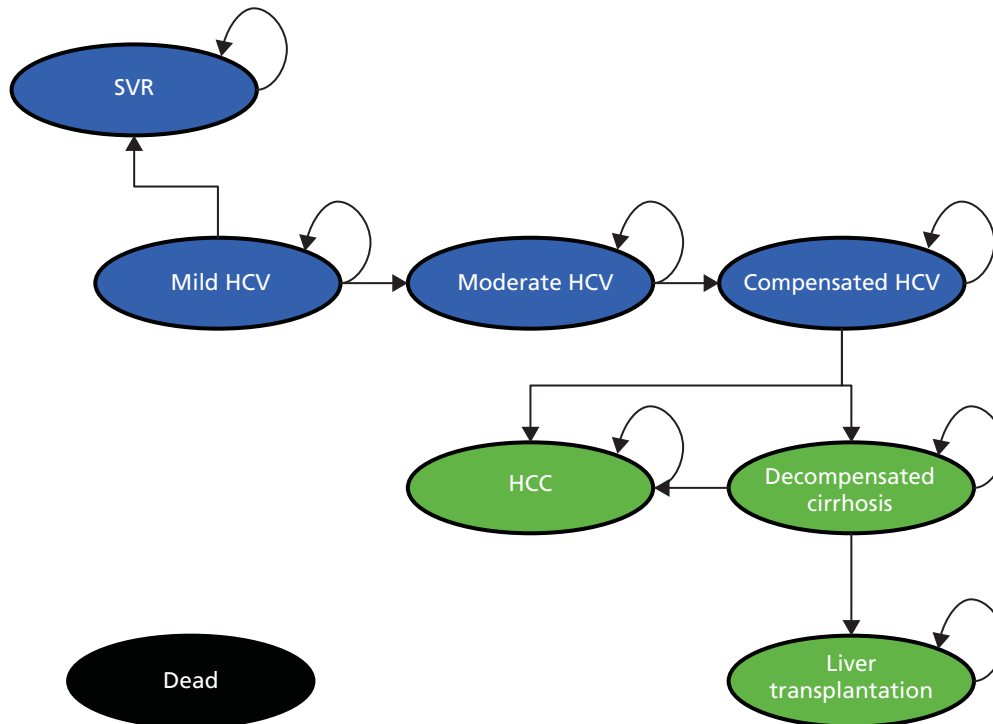 SVR
Mild HCV
Moderate HCV
Compensated HCV
HCC
Decompensated
cirrhosis
Dead
Liver
transplantation